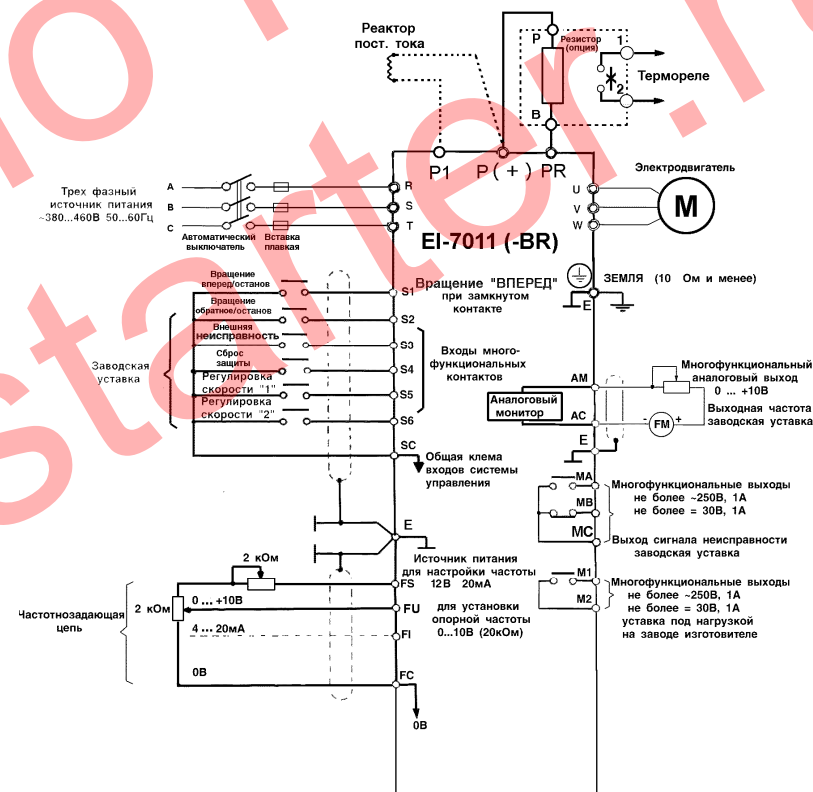 Реактор
пост. тока
P
Резистор
(опция)
1
2
Термореле
B
P1
P(+)
PR
Трех фазный
источник питания
~380...460В 50...60Гц
A
B
C
Автоматический
выключатель
Вставка
плавкая
R
S
T
EI-7011 (-BR)
U
V
W
Электродвигатель
M
Вращение
вперед/останов
S1
Вращение "ВПЕРЕД"
при замкнутом
контакте
ЗЕМЛЯ (10 Ом и менее)
E
Вращение
обратное/останов
S2
Внешняя
неисправность
S3
Сброс
защиты
S4
Регулировка
скорости "1"
S5
Регулировка
скорости "2"
S6
Заводская
уставка
Входы много-
функциональных
контактов
SC
Общая клема
входов системы
управления
AM
Аналоговый
монитор
AC
FM
-
+
Многофункциональный
аналоговый выход
0 ... +10В
Выходная частота
заводская уставка
E
MA
MB
MC
Многофункциональные выходы
не более ~250В, 1А
не более = 30В, 1А
Выход сигнала неисправности
заводская уставка
E
Источник питания
для настройки частоты
12В 20мА
2 кОм
FS
Частотнозадающая
цепь
2 кОм
0 ... +10В
FU
для установки
опорной частоты
0...10В (20кОм)
4 ... 20мА
FI
0В
FC
0В
M1
M2
Многофункциональные выходы
не более ~250В, 1А
не более = 30В, 1А
уставка под нагрузкой
на заводе изготовителе
starter.r